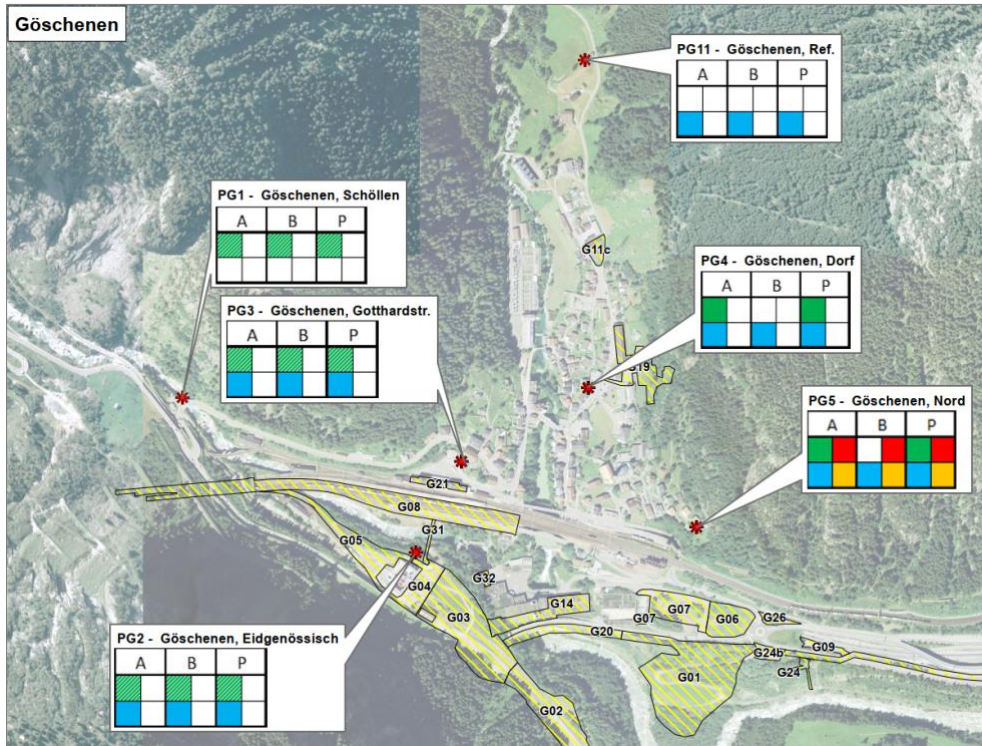 Göschenen
PG11 - Göschenen, Ref.
A B P
PG1 - Göschenen, Schöllen
A B P
G11c
PG4 - Göschenen, Dorf
A B P
PG3 - Göschenen, Gotthardstr.
A B P
G19
PG5 - Göschenen, Nord
A B P
G21
G08
G31
G05
G04
G32
G03
G14
G07
G07
G06
G26
G20
G24b
G09
G24
G01
G02
PG2 - Göschenen, Eidgenössisch
A B P